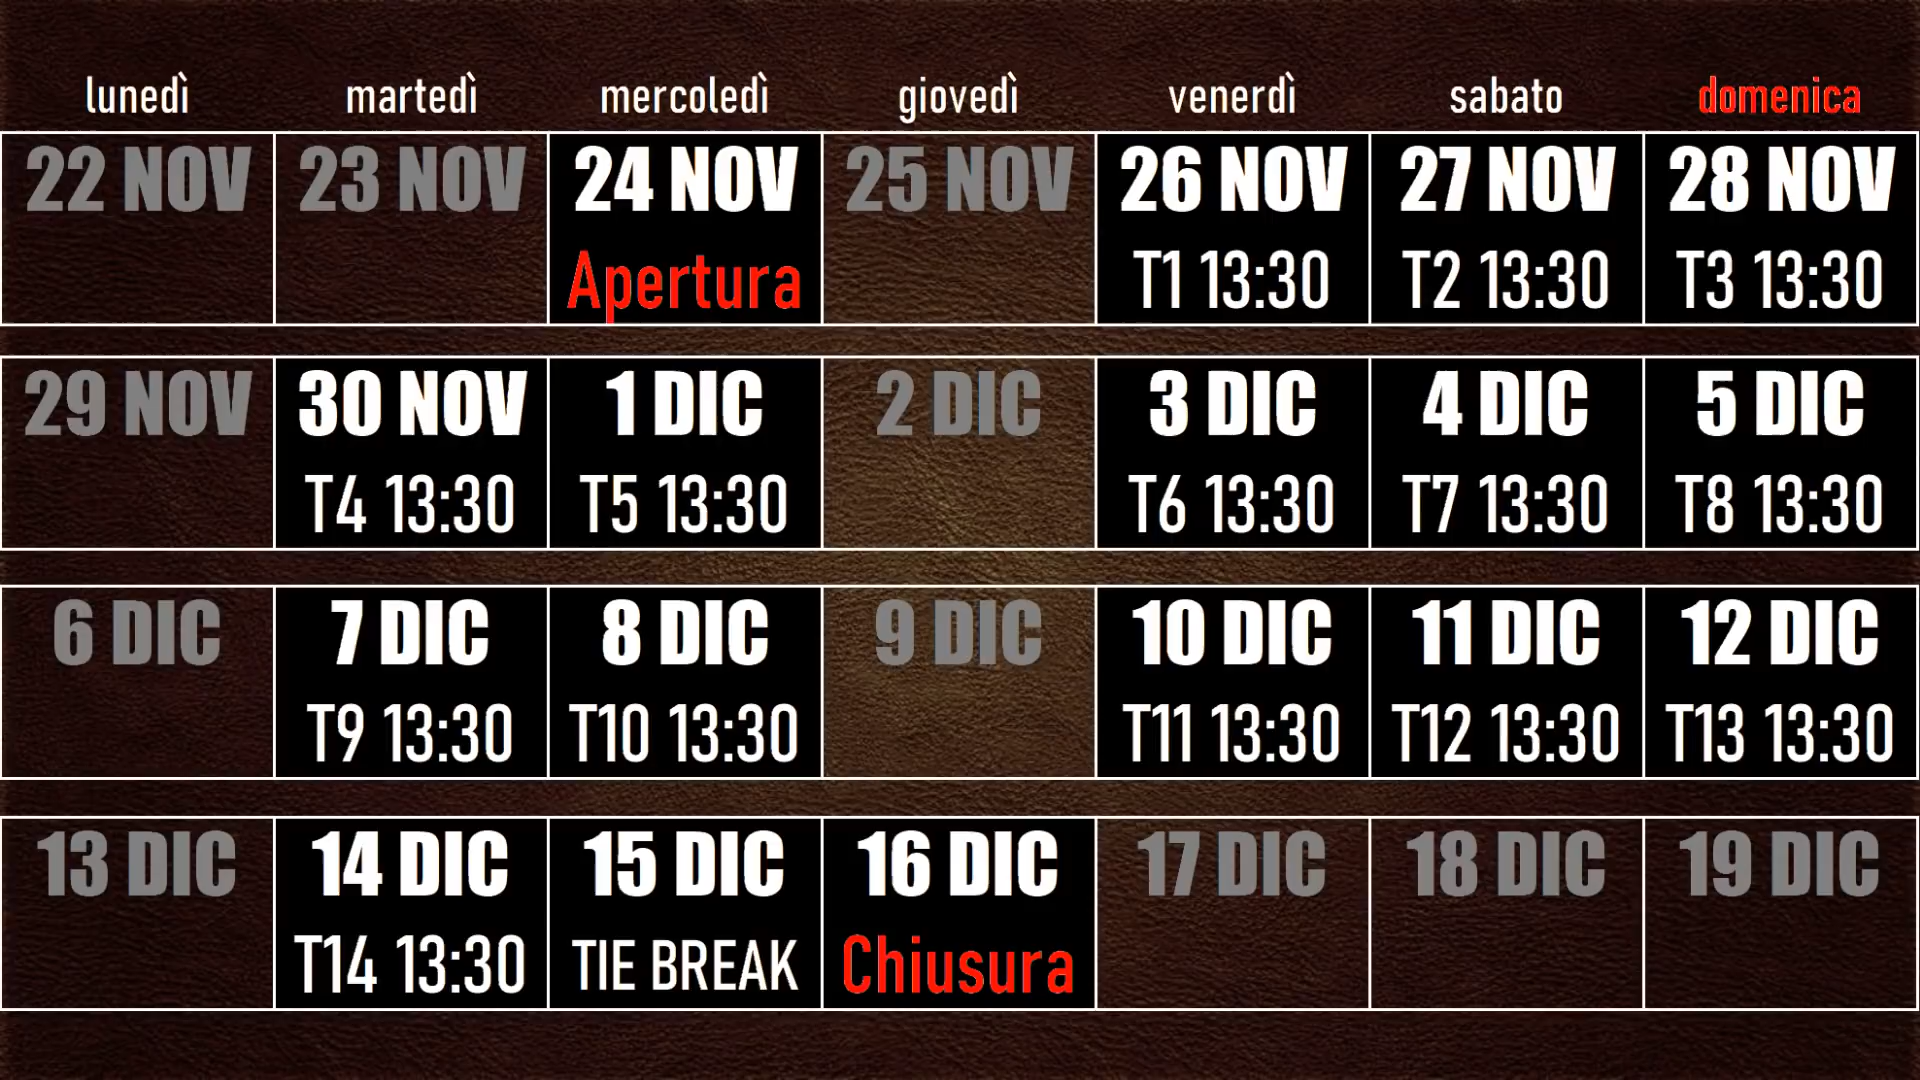 lunedì martedì mercoledì giovedì venerdì sabato domenica
22 NOV 23 NOV 24 NOV 25 NOV 26 NOV 27 NOV 28 NOV
Apertura T1 13:30 T2 13:30 T3 13:30
29 NOV 30 NOV 1 DIC 2 DIC 3 DIC 4 DIC 5 DIC
T4 13:30 T5 13:30 T6 13:30 T7 13:30 T8 13:30
6 DIC 7 DIC 8 DIC 9 DIC 10 DIC 11 DIC 12 DIC
T9 13:30 T10 13:30 T11 13:30 T12 13:30 T13 13:30
13 DIC 14 DIC 15 DIC 16 DIC 17 DIC 18 DIC 19 DIC
T14 13:30 TIE BREAK Chiusura